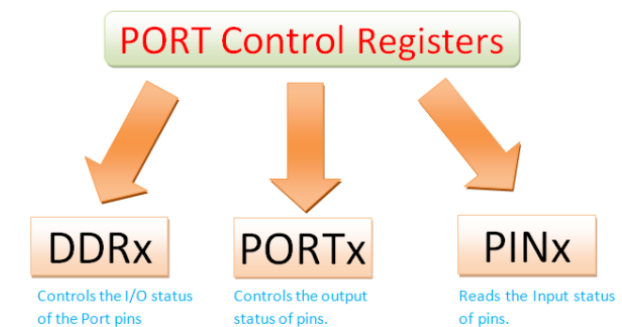 PORT Control Registers
DDRx
PORTx
PINx
Controls the I/O status
of the Port pins
Controls the output
status of pins.
Reads the Input status
of pins.